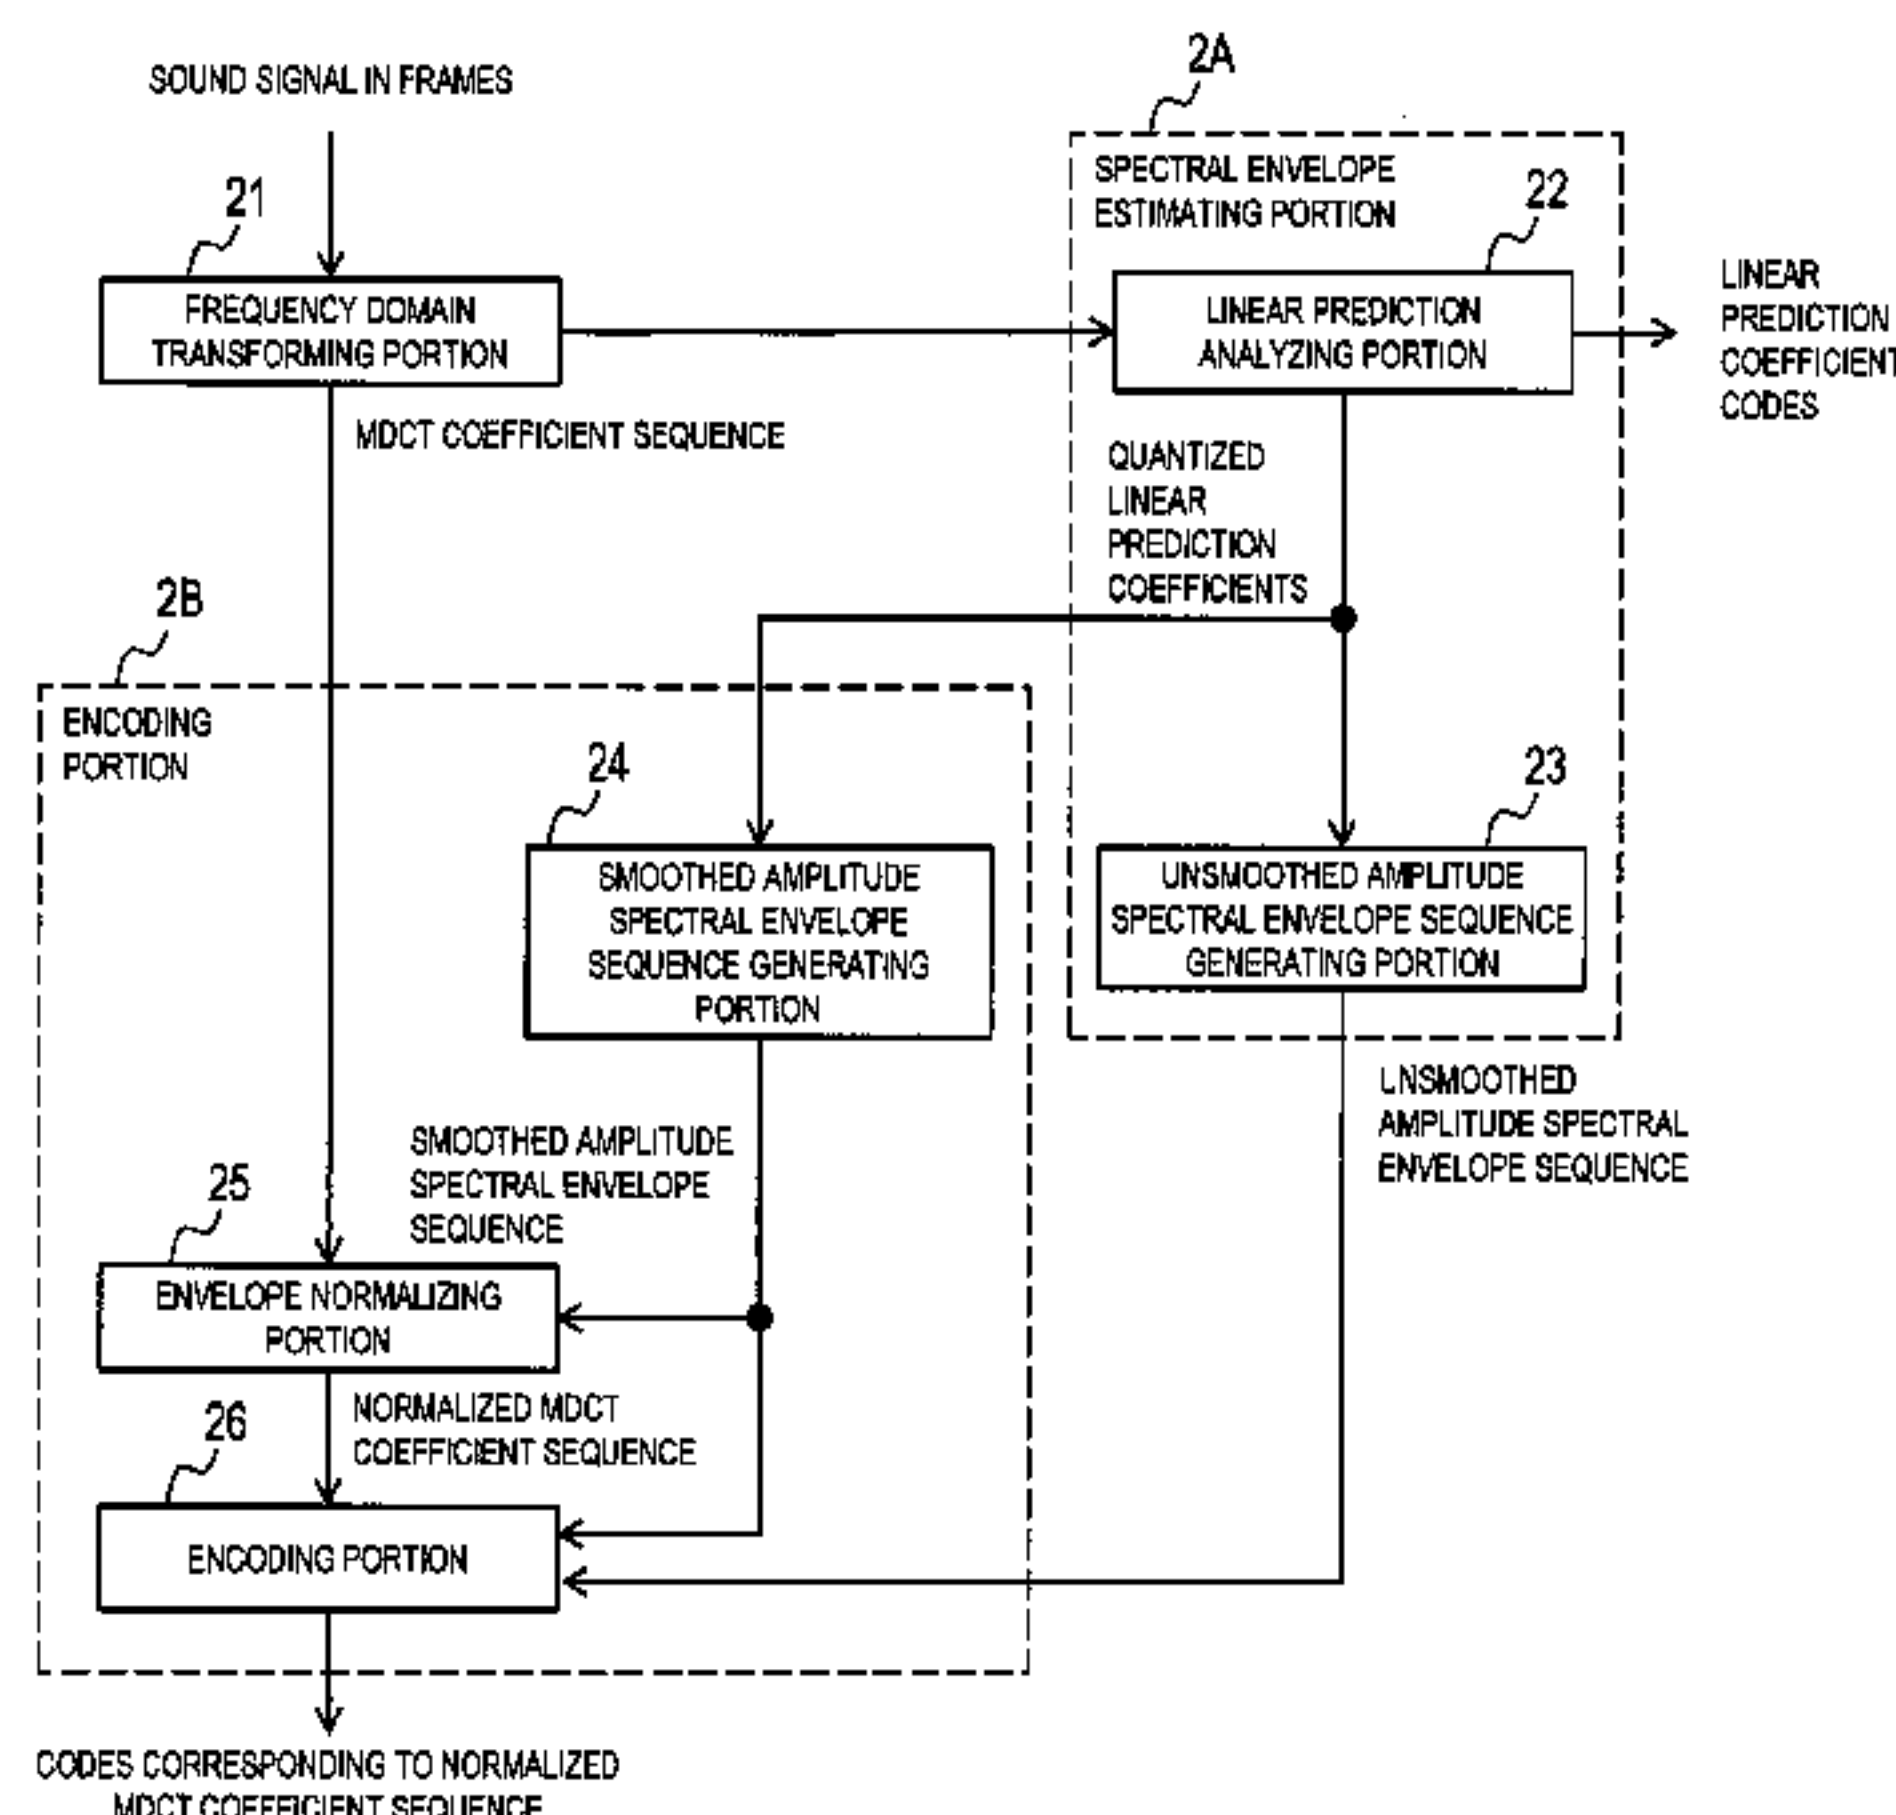 2A
SOUND SIGNAL IN FRAMES
SPECTRAL ENVELOPE
ESTIMATING PORTION
21
22
FREQUENCY DOMAIN
TRANSFORMING PORTION
LINEAR PREDICTION
ANALYZING PORTION
LINEAR
PREDICTION
COEFFICIENT
CODES
MDCT COEFFICIENT SEQUENCE
QUANTIZED
LINEAR
PREDICTION
COEFFICIENTS
2B
ENCODING
PORTION
24
23
SMOOTHED AMPLITUDE
SPECTRAL ENVELOPE
SEQUENCE GENERATING
PORTION
UNSMOOTHED AMPLITUDE
SPECTRAL ENVELOPE SEQUENCE
GENERATING PORTION
UNSMOOTHED
AMPLITUDE SPECTRAL
ENVELOPE SEQUENCE
SMOOTHED AMPLITUDE
SPECTRAL ENVELOPE
SEQUENCE
25
ENVELOPE NORMALIZING
PORTION
NORMALIZED MDCT
COEFFICIENT SEQUENCE
26
ENCODING PORTION
CODES CORRESPONDING TO NORMALIZED
MDCT COEFFICIENT SEQUENCE